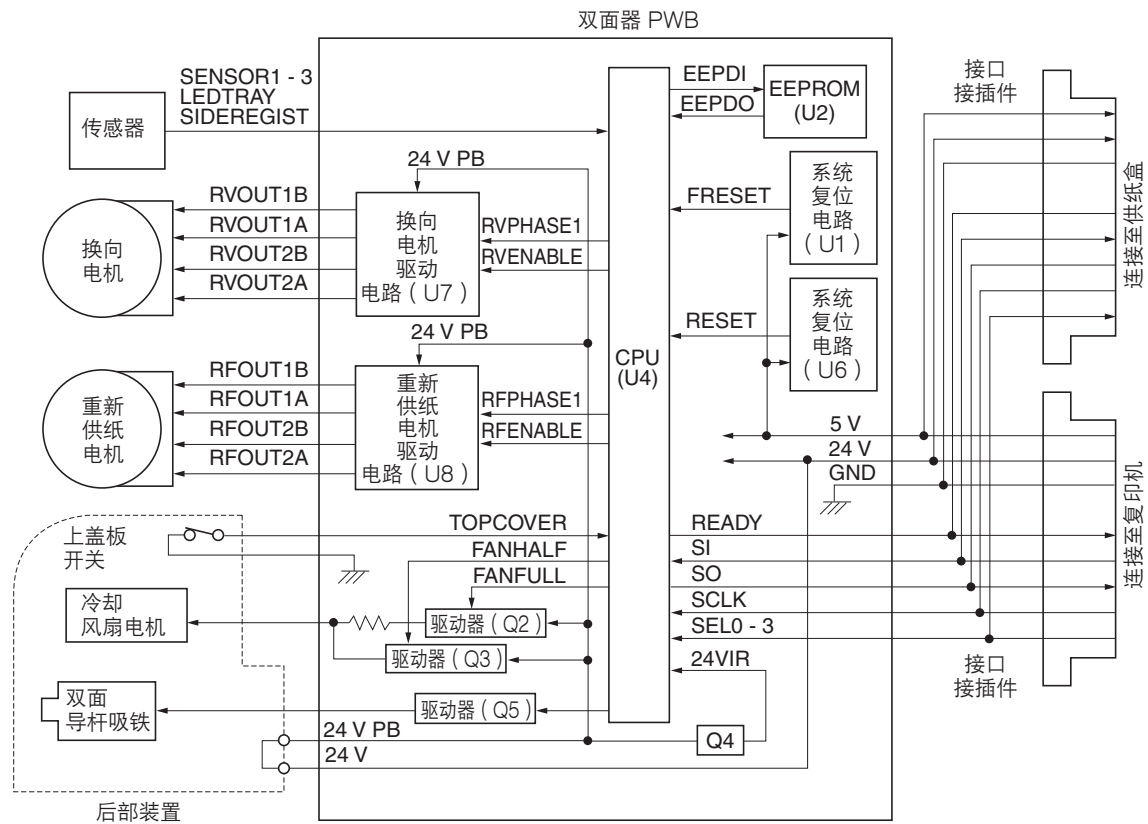 双面器 PWB
SENSOR1 - 3
LEDTRAY
SIDEREGIST
传感器
EEPDI
EEPDO
EEPROM
(U2)
接口
接插件
24 V PB
RVOUT1B
RVOUT1A
RVOUT2B
RVOUT2A
换向
电机
换向
电机
驱动
电路（U7）
RVPHASE1
RVENABLE
FRESET
系统
复位
电路
（U1）
连接至供纸盒
RESET
系统
复位
电路
（U6）
CPU
(U4)
24 V PB
RFOUT1B
RFOUT1A
RFOUT2B
RFOUT2A
重新
供纸
电机
重新
供纸
电机
驱动
电路（U8）
RFPHASE1
RFENABLE
5 V
24 V
GND
READY
SI
SO
SCLK
SEL0 - 3
24VIR
连接至复印机
接口
接插件
上盖板
开关
TOPCOVER
FANHALF
FANFULL
冷却
风扇电机
驱动器（Q2）
驱动器（Q3）
双面
导杆吸铁
驱动器（Q5）
24 V PB
24 V
Q4
后部装置